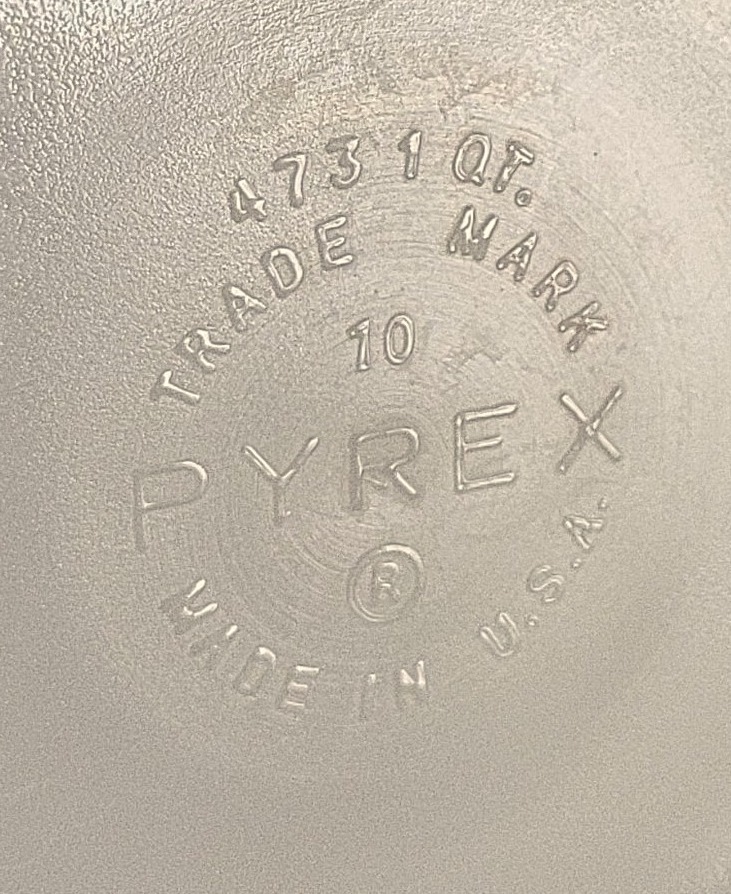 473 1 QT.
TRADE MARK
10
PYREX
®
MADE IN U.S.A.